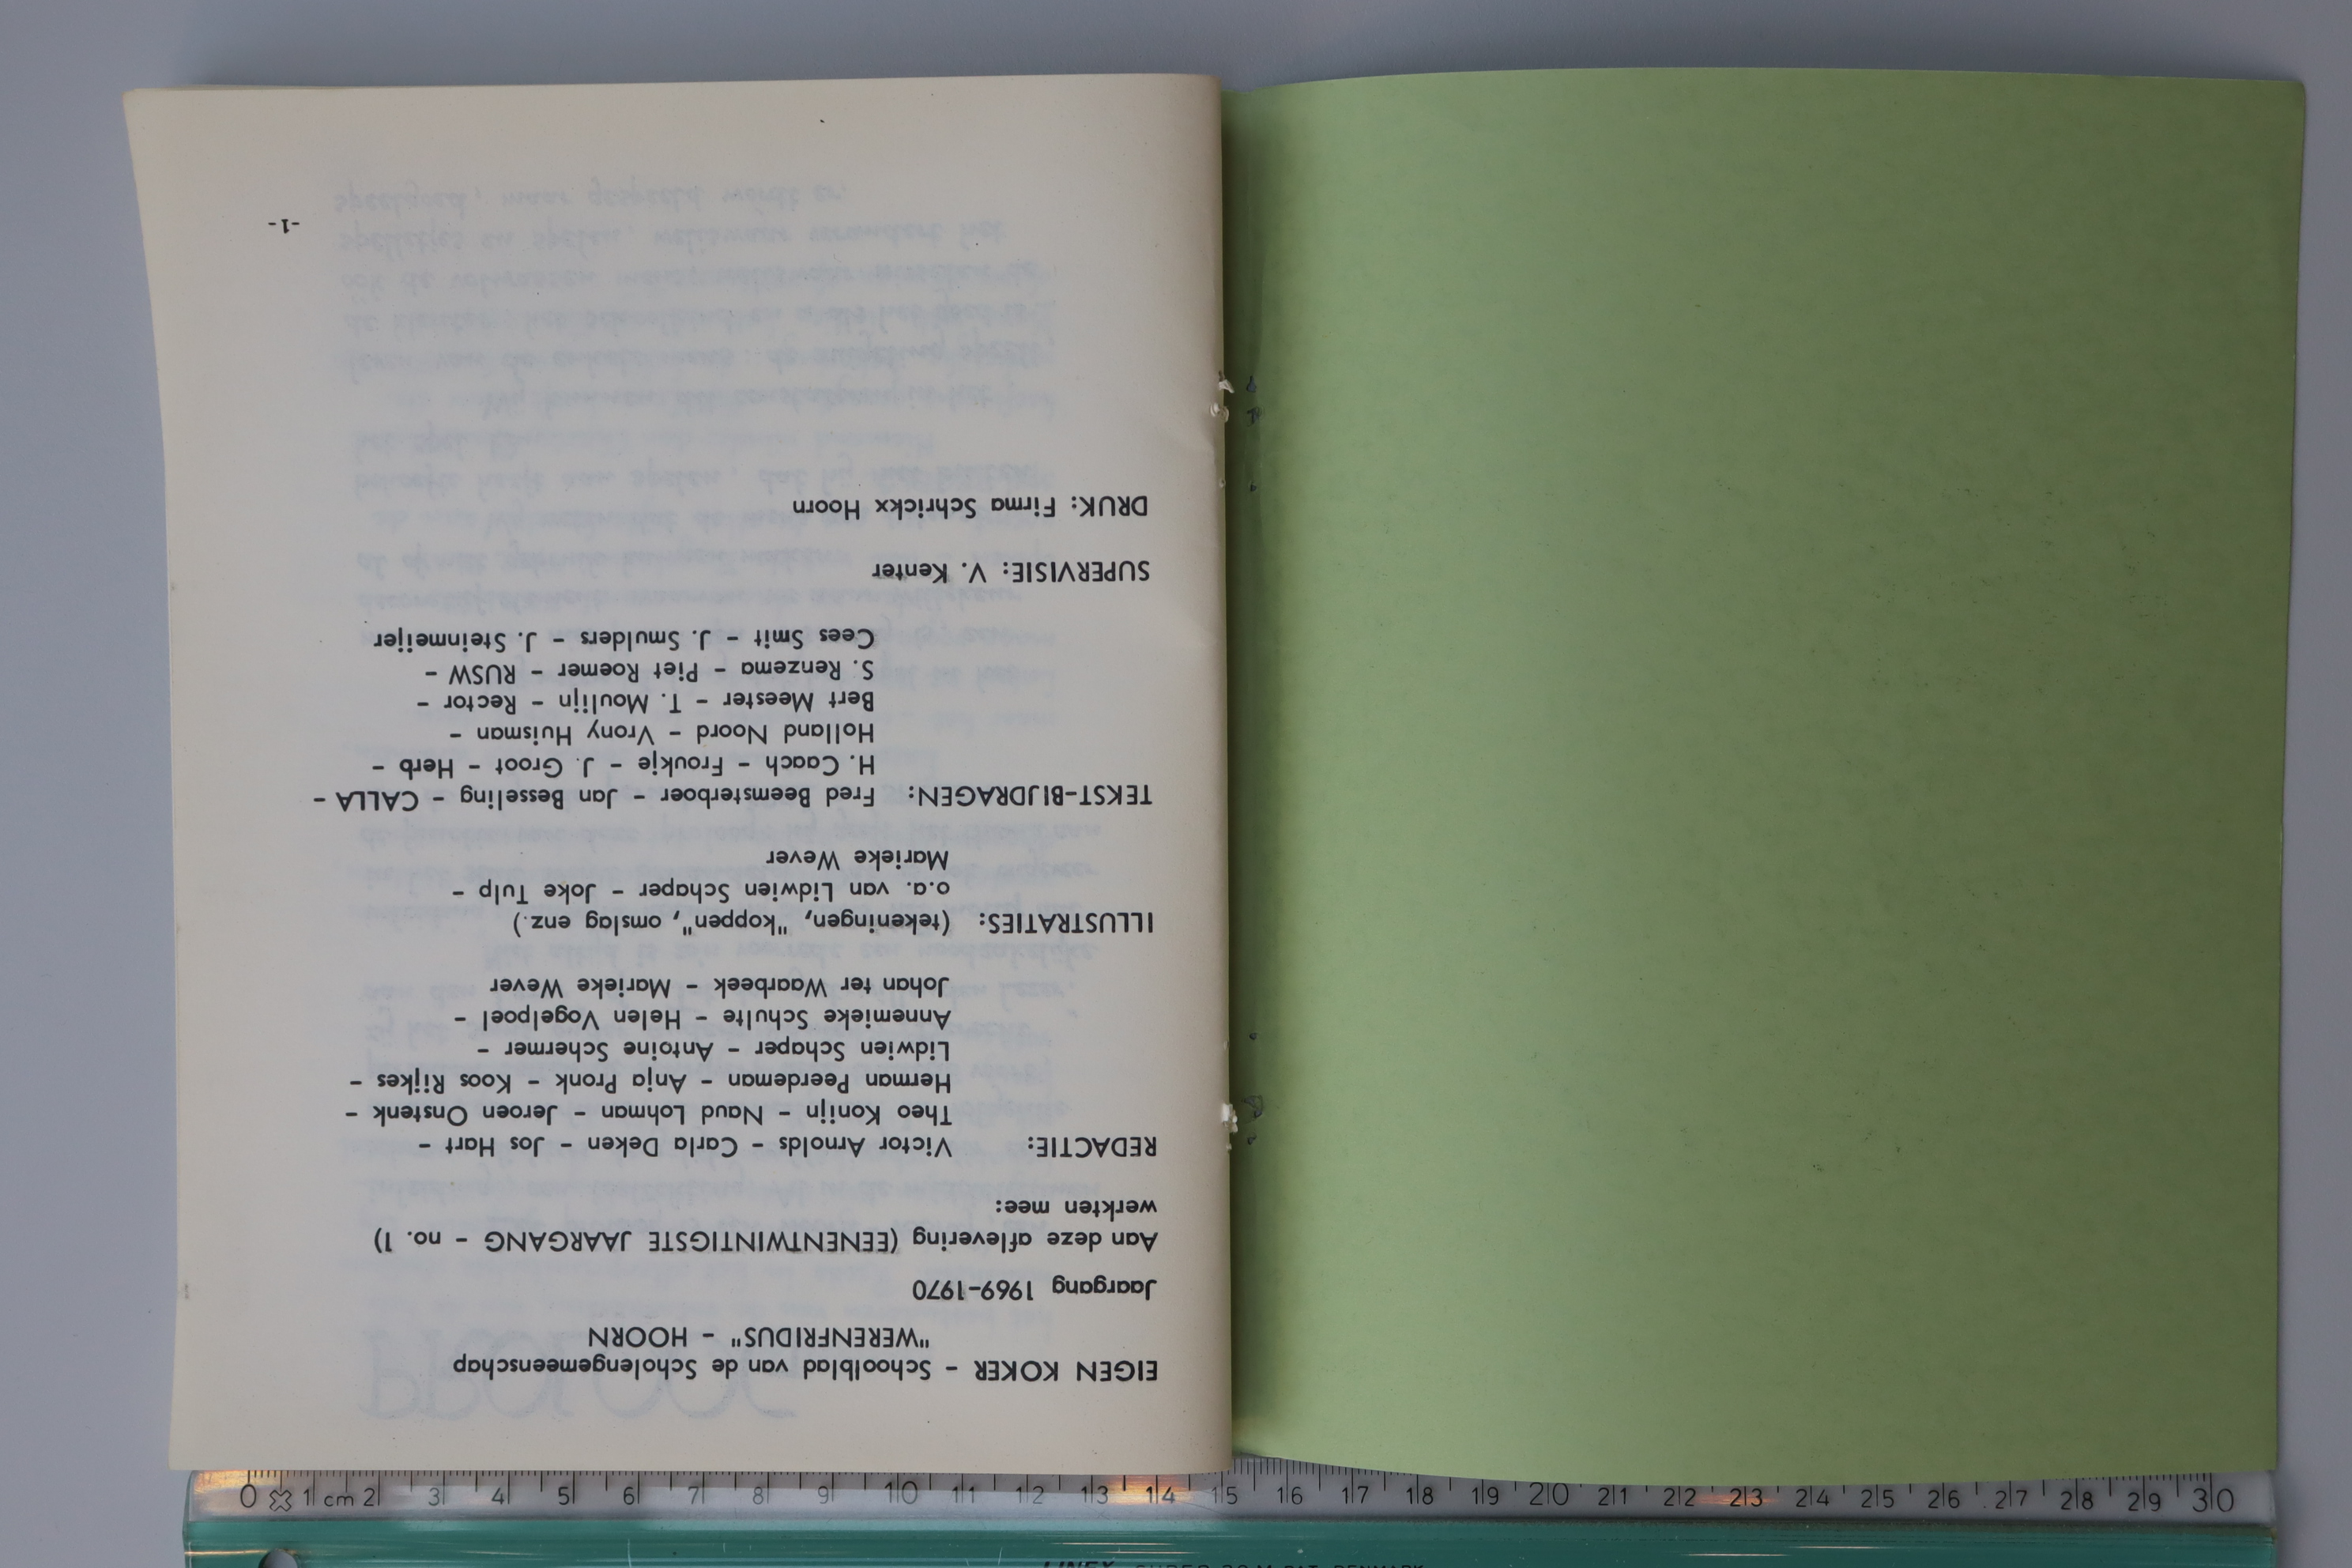 EIGEN KOKER - Schoolblad van de Scholengemeenschap
"WERENFRIDUS" - HOORN
Jaargang 1969-1970
Aan deze aflevering (EENENTWINTIGSTE JAARGANG - no. 1)
werkten mee:
REDACTIE: Victor Arnolds - Carla Deken - Jos Hart -
Theo Konijn - Naud Lohman - Jeroen Onstenk -
Herman Peerdeman - Anja Pronk - Koos Rijkes -
Lidwien Schaper - Antoine Schermer -
Annemieke Schulte - Helen Vogelpoel -
Johan ter Waarbeek - Marieke Wever
ILLUSTRATIES: (tekeningen, "koppen", omslag enz.)
o.a. van Lidwien Schaper - Joke Tulp -
Marieke Wever
TEKST-BIJDRAGEN: Fred Beemsterboer - Jan Besseling - CALLA -
H. Caach - Froukje - J. Groot - Herb -
Holland Noord - Vrony Huisman -
Bert Meester - T. Moulijn - Rector -
S. Renzema - Piet Roemer - RUSW -
Cees Smit - J. Smulders - J. Steinmeijer
SUPERVISIE: V. Kenter
DRUK: Firma Schrickx Hoorn
-1-
0 1 cm 2 3 4 5 6 7 8 9 10 11 12 13 14 15 16 17 18 19 20 21 22 23 24 25 26 27 28 29 30